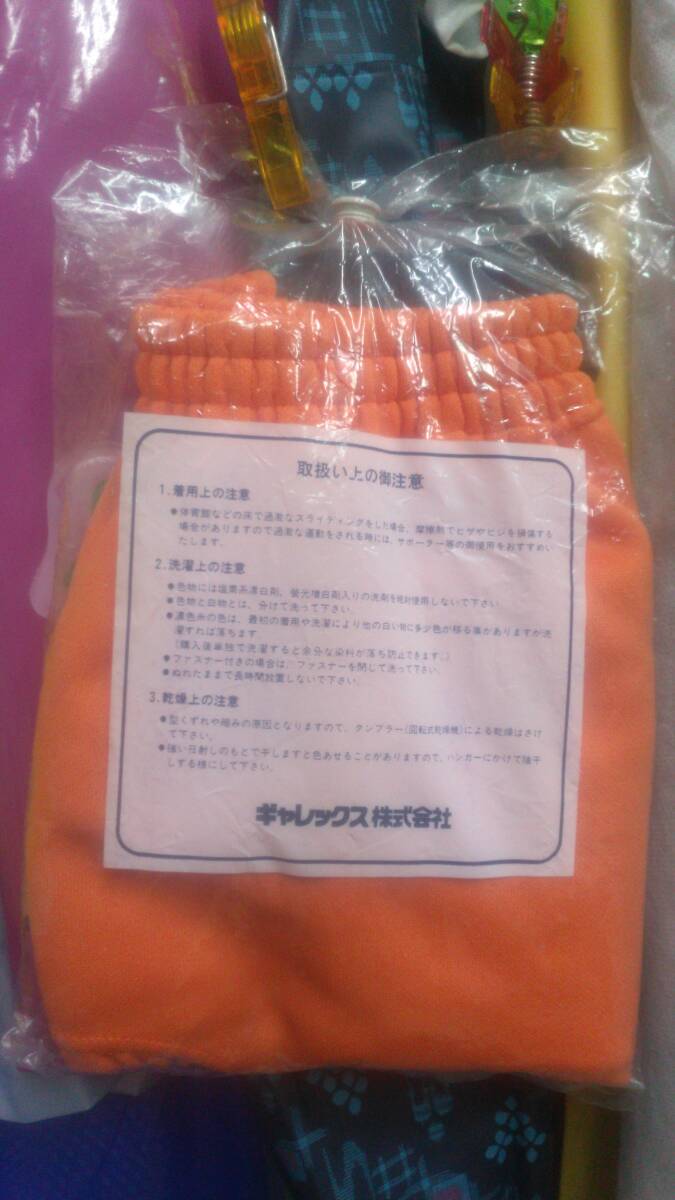 取扱い上の御注意
1.着用上の注意
●体育館などの床で過激なスライディングをした場合、摩擦熱でヒザやヒジを損傷する
場合がありますので過激な運動をされる時には、サポーター等の御使用をおすすめい
たします。
2.洗濯上の注意
●色物には塩素系漂白剤、螢光増白剤入りの洗剤を絶対使用しないで下さい。
●色物と白物とは、分けて洗って下さい。
●濃色系の色は、最初の着用や洗濯により他の白い物に多少色が移る事がありますが洗
濯すれば落ちます
(購入後単独で洗濯すると余分な染料が落ち防止できます。)
●ファスナー付きの場合は、ファスナーを閉じて洗って下さい。
●ぬれたままで長時間放置しないで下さい。
3.乾燥上の注意
●型くずれや縮みの原因となりますので、タンブラー(回転式乾燥機)による乾燥はさけ
て下さい。
●強い日射しのもとで干しますと色あせることがありますので、ハンガーにかけて陰干
しする様にして下さい。
ギャレックス株式会社